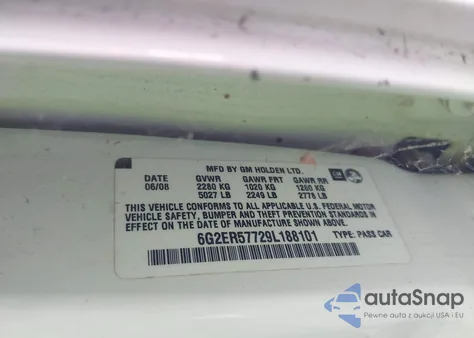 MFD BY GM HOLDEN LTD.
DATE GVWR GAWR FRT GAWR RR
06/08 2280 KG 1020 KG 1260 KG
5027 LB 2249 LB 2778 LB
THIS VEHICLE CONFORMS TO ALL APPLICABLE U.S. FEDERAL MOTOR
VEHICLE SAFETY, BUMPER AND THEFT PREVENTION STANDARDS IN
EFFECT ON THE DATE OF MANUFACTURE SHOWN ABOVE.
6G2ER57729L188101 TYPE: PASS CAR
GM
autoSnap
Pewne auta z aukcji USA i EU